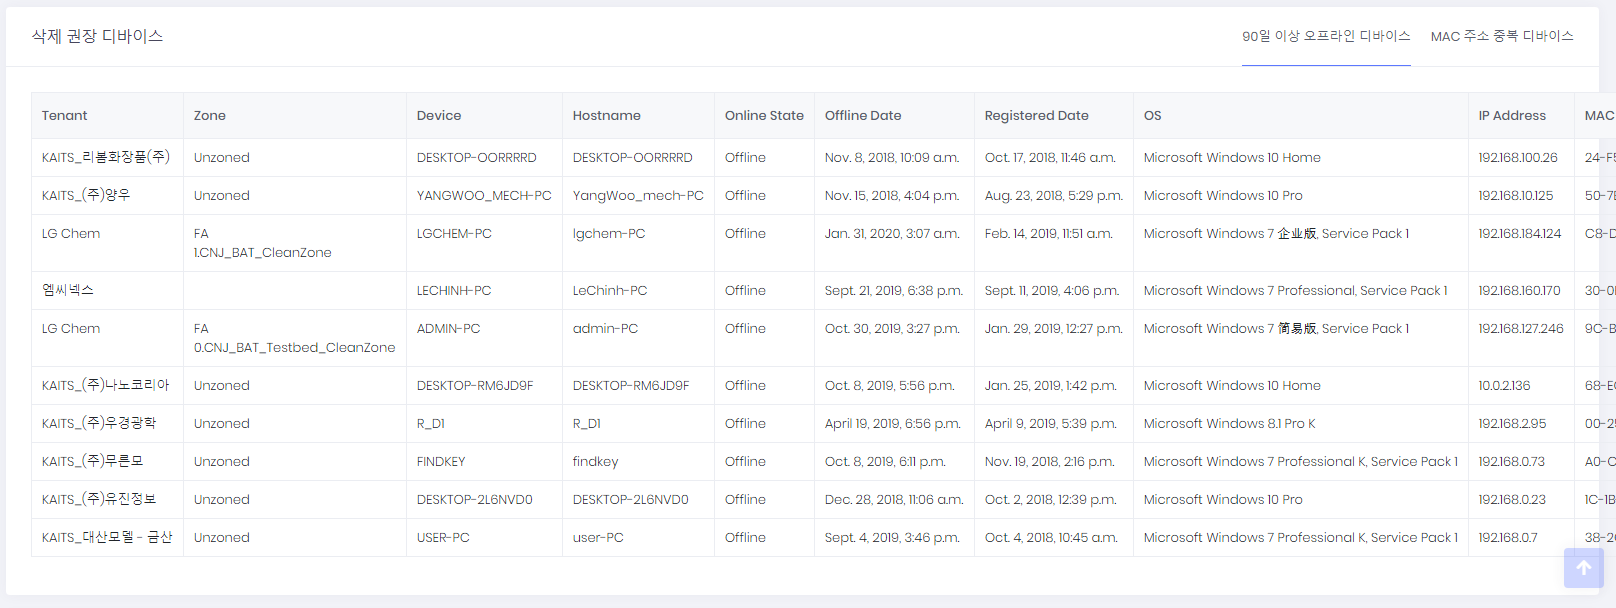 삭제 권장 디바이스
90일 이상 오프라인 디바이스 MAC 주소 중복 디바이스
Tenant Zone Device Hostname Online State Offline Date Registered Date OS IP Address MAC
KAITS_리봄화장품(주) Unzoned DESKTOP-OORRRRD DESKTOP-OORRRRD Offline Nov. 8, 2018, 10:09 a.m. Oct. 17, 2018, 11:46 a.m. Microsoft Windows 10 Home 192.168.100.26 24-F5
KAITS_(주)양우 Unzoned YANGWOO_MECH-PC YangWoo_mech-PC Offline Nov. 15, 2018, 4:04 p.m. Aug. 23, 2018, 5:29 p.m. Microsoft Windows 10 Pro 192.168.10.125 50-7B
LG Chem FA LGCHEM-PC lgchem-PC Offline Jan. 31, 2020, 3:07 a.m. Feb. 14, 2019, 11:51 a.m. Microsoft Windows 7 企业版, Service Pack 1 192.168.184.124 C8-D
1.CNJ_BAT_CleanZone
엠씨넥스 LECHINH-PC LeChinh-PC Offline Sept. 21, 2019, 6:38 p.m. Sept. 11, 2019, 4:06 p.m. Microsoft Windows 7 Professional, Service Pack 1 192.168.160.170 30-0
LG Chem FA ADMIN-PC admin-PC Offline Oct. 30, 2019, 3:27 p.m. Jan. 29, 2019, 12:27 p.m. Microsoft Windows 7 简易版, Service Pack 1 192.168.127.246 9C-B
0.CNJ_BAT_Testbed_CleanZone
KAITS_(주)나노코리아 Unzoned DESKTOP-RM6JD9F DESKTOP-RM6JD9F Offline Oct. 8, 2019, 5:56 p.m. Jan. 25, 2019, 1:42 p.m. Microsoft Windows 10 Home 10.0.2.136 68-EC
KAITS_(주)우경광학 Unzoned R_D1 R_D1 Offline April 19, 2019, 6:56 p.m. April 9, 2019, 5:39 p.m. Microsoft Windows 8.1 Pro K 192.168.2.95 00-25
KAITS_(주)무른모 Unzoned FINDKEY findkey Offline Oct. 8, 2019, 6:11 p.m. Nov. 19, 2018, 2:16 p.m. Microsoft Windows 7 Professional K, Service Pack 1 192.168.0.73 A0-C
KAITS_(주)유진정보 Unzoned DESKTOP-2L6NVD0 DESKTOP-2L6NVD0 Offline Dec. 28, 2018, 11:06 a.m. Oct. 2, 2018, 12:39 p.m. Microsoft Windows 10 Pro 192.168.0.23 1C-1B
KAITS_대산모델 - 금산 Unzoned USER-PC user-PC Offline Sept. 4, 2019, 3:46 p.m. Oct. 4, 2018, 10:45 a.m. Microsoft Windows 7 Professional K, Service Pack 1 192.168.0.7 38-2